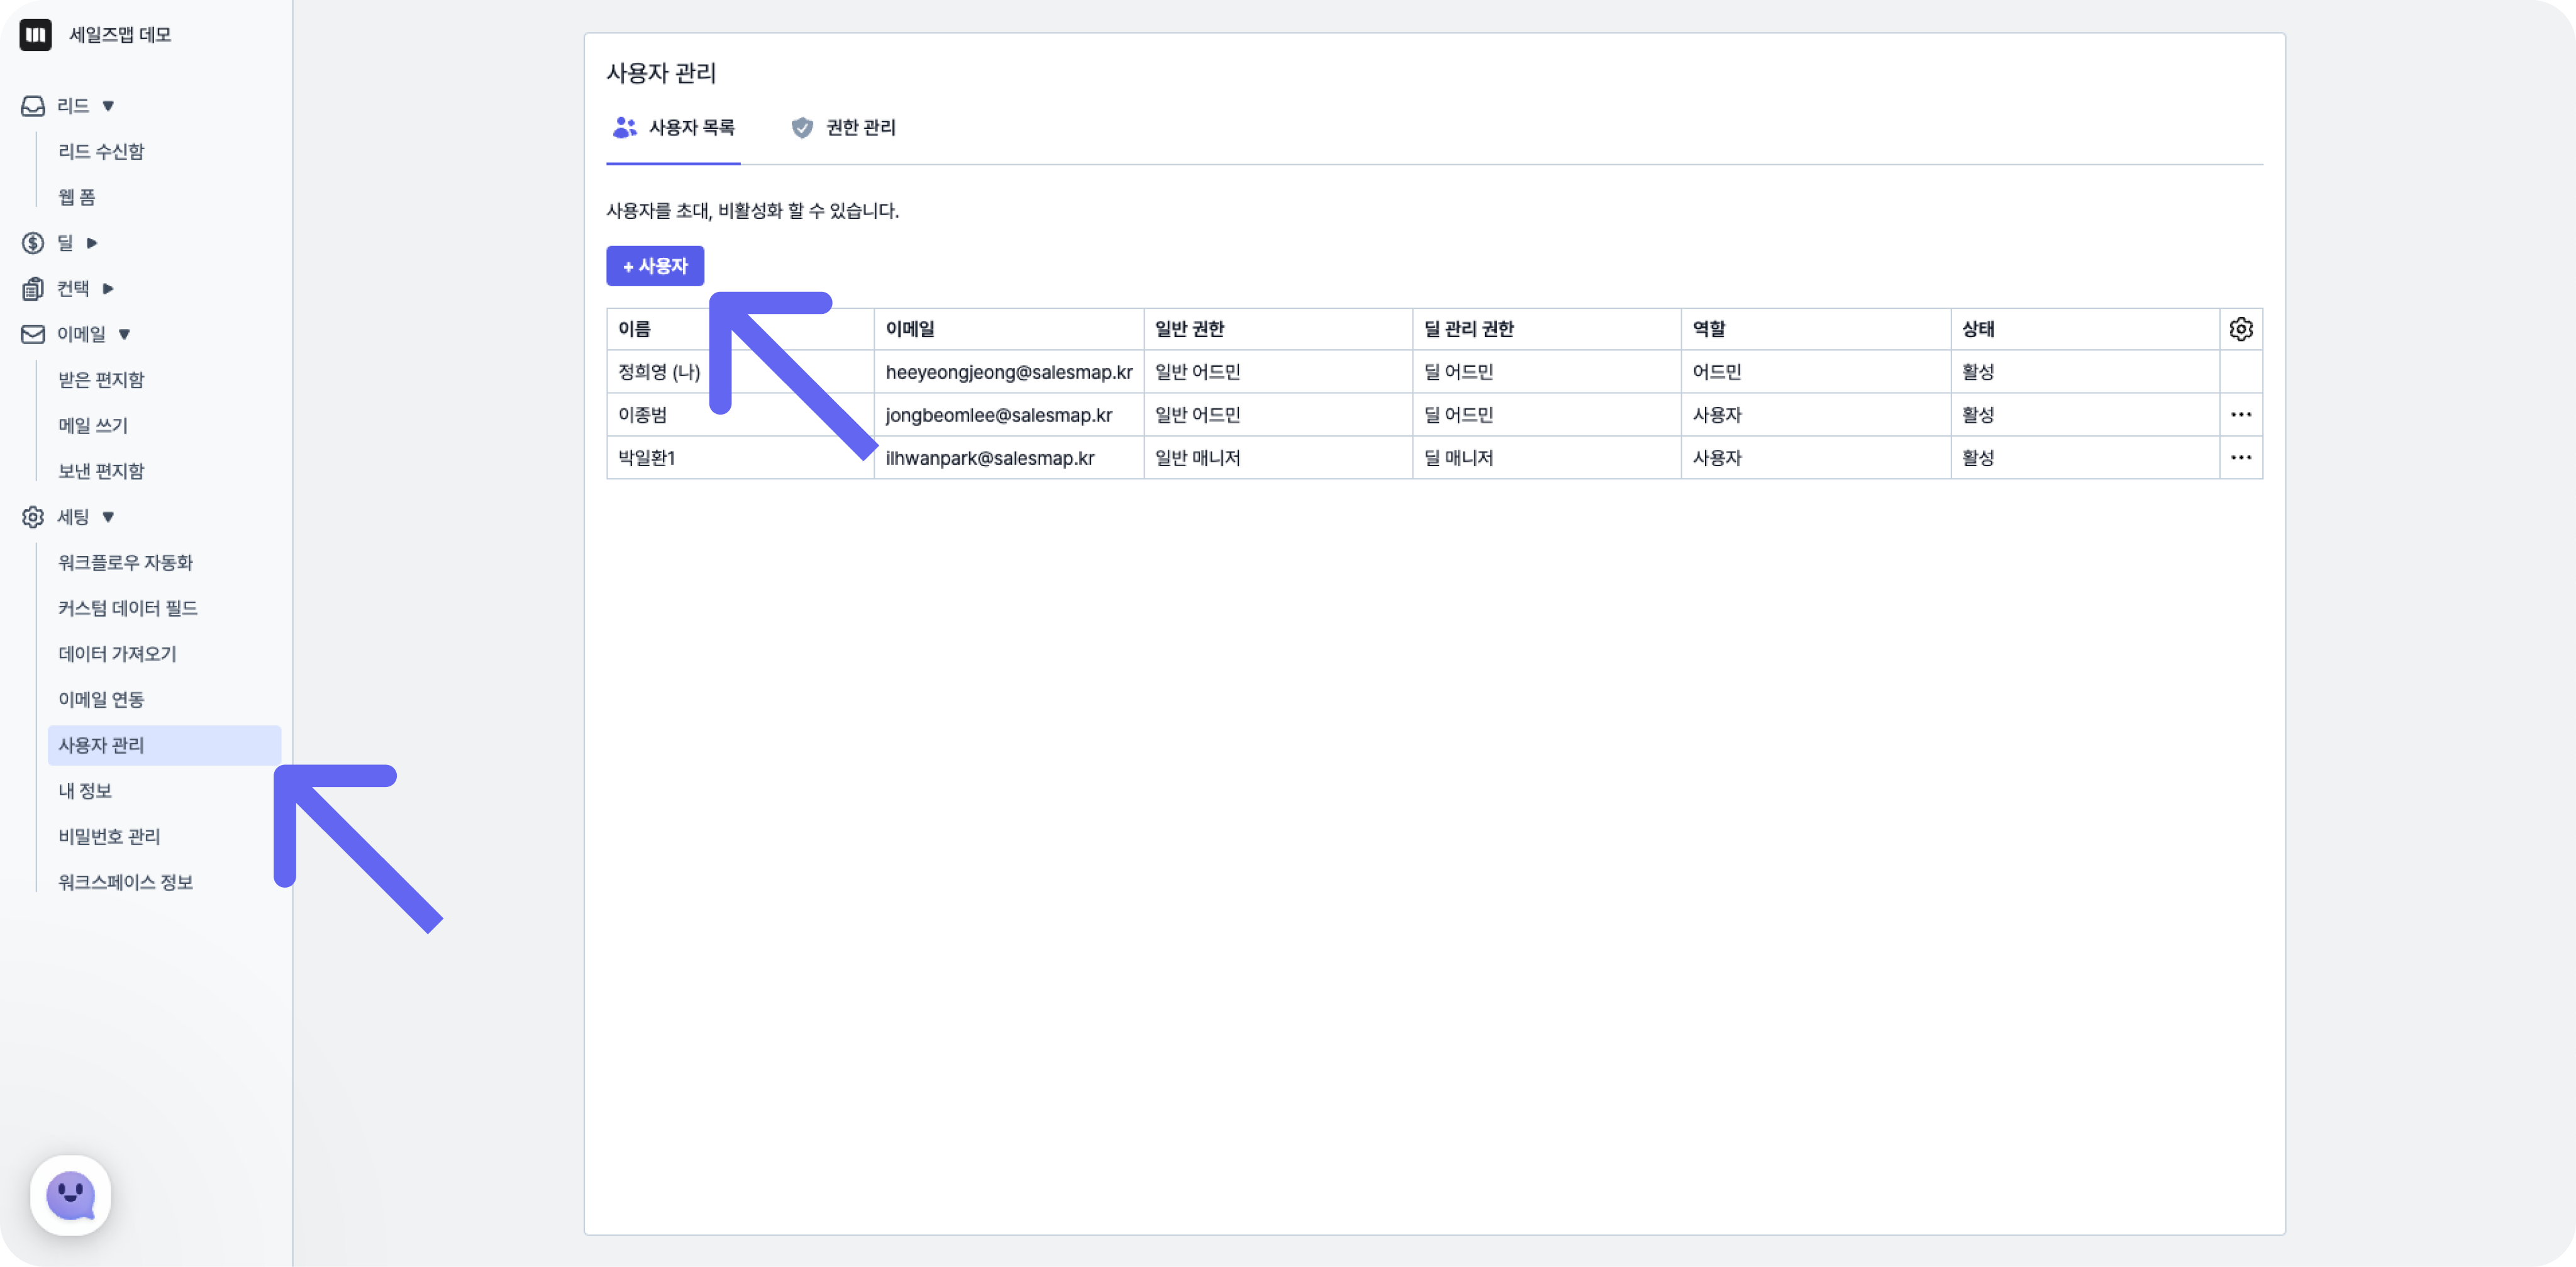 세일즈맵 데모
리드 ▼
리드 수신함
웹 폼
딜 ▶
컨택 ▶
이메일 ▼
받은 편지함
메일 쓰기
보낸 편지함
세팅 ▼
워크플로우 자동화
커스텀 데이터 필드
데이터 가져오기
이메일 연동
사용자 관리
내 정보
비밀번호 관리
워크스페이스 정보
사용자 관리
사용자 목록 권한 관리
사용자를 초대, 비활성화 할 수 있습니다.
+ 사용자
이름 이메일 일반 권한 딜 관리 권한 역할 상태
정희영 (나) heeyeongjeong@salesmap.kr 일반 어드민 딜 어드민 어드민 활성
이종범 jongbeomlee@salesmap.kr 일반 어드민 딜 어드민 사용자 활성 ···
박일환1 ilhwanpark@salesmap.kr 일반 매니저 딜 매니저 사용자 활성 ···